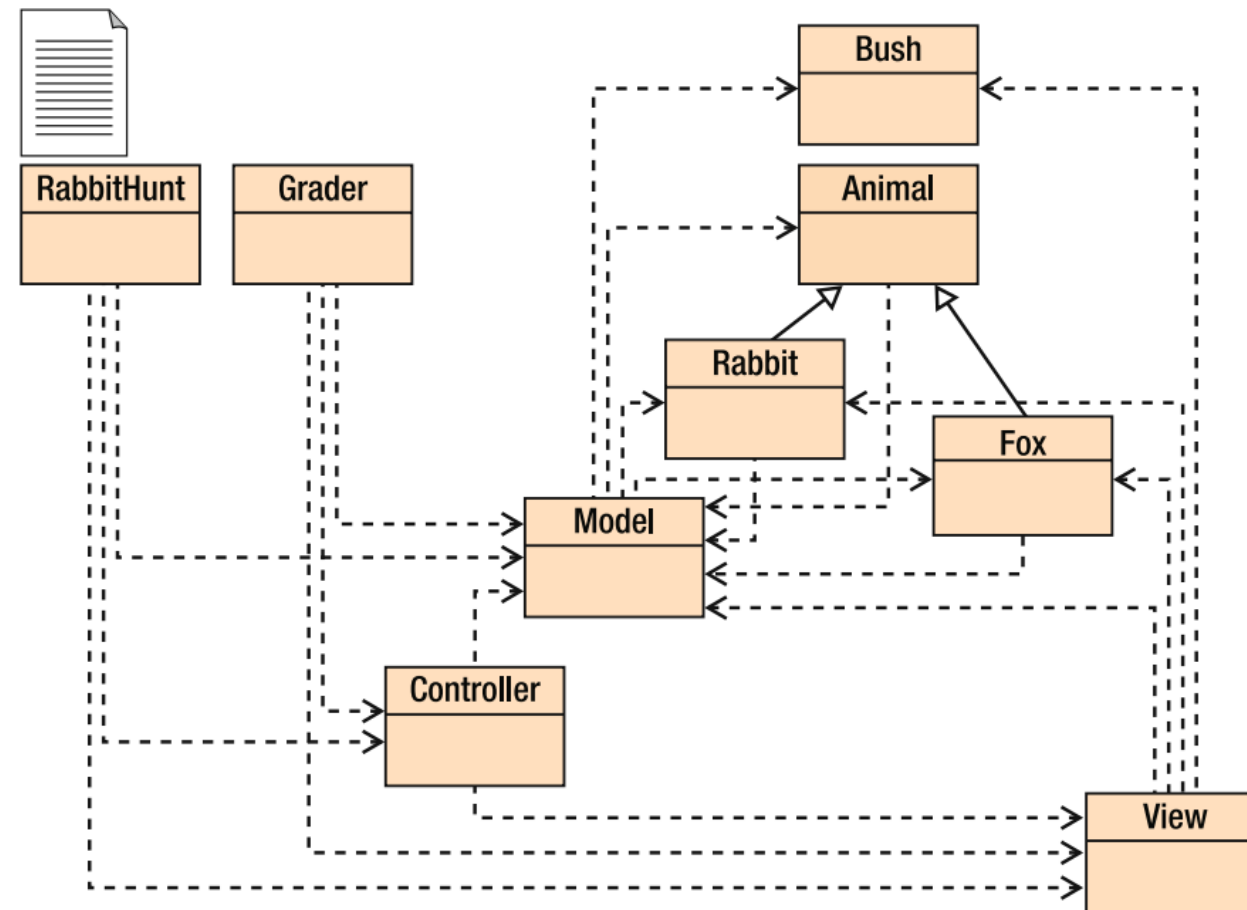 Bush
RabbitHunt
Grader
Animal
Rabbit
Fox
Model
Controller
View